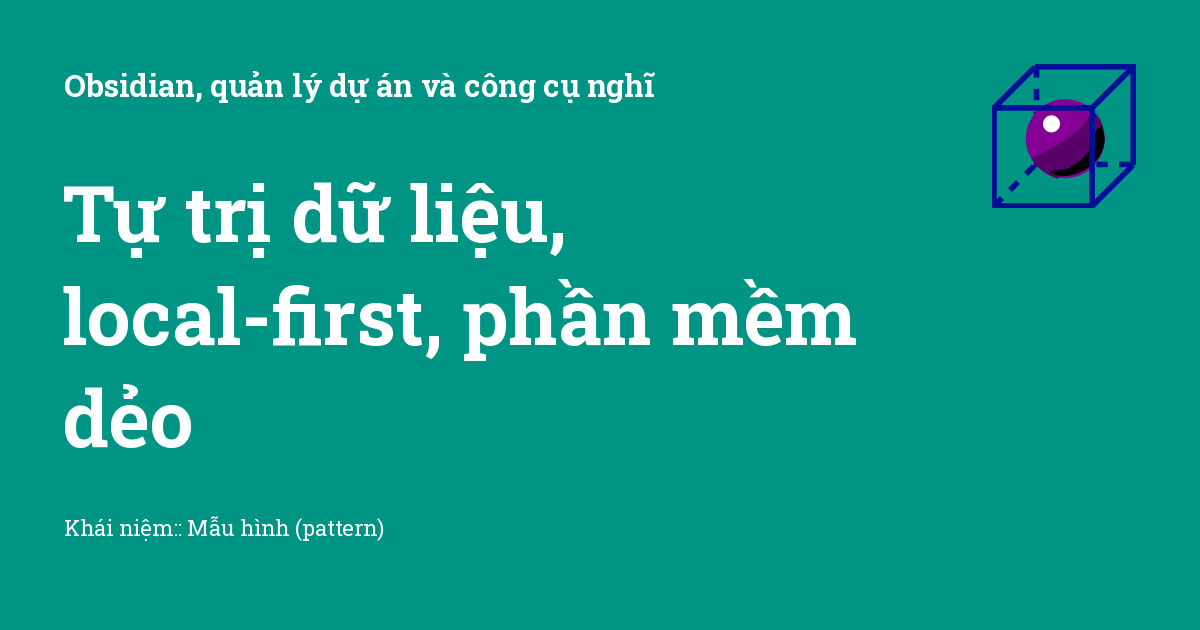 Obsidian, quản lý dự án và công cụ nghĩ
Tự trị dữ liệu,
local-first, phần mềm
dẻo
Khái niệm:: Mẫu hình (pattern)